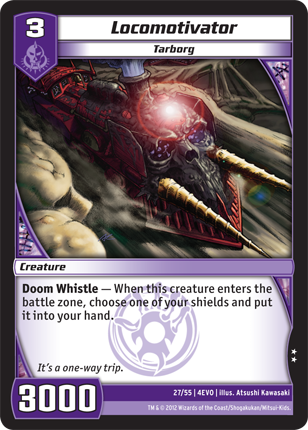 3
Locomotivator
Tarborg
Creature
Doom Whistle — When this creature enters the
battle zone, choose one of your shields and put
it into your hand.
It's a one-way trip.
3000
27/55 | 4EVO | illus. Atsushi Kawasaki
TM & © 2012 Wizards of the Coast/Shogakukan/Mitsui-Kids.